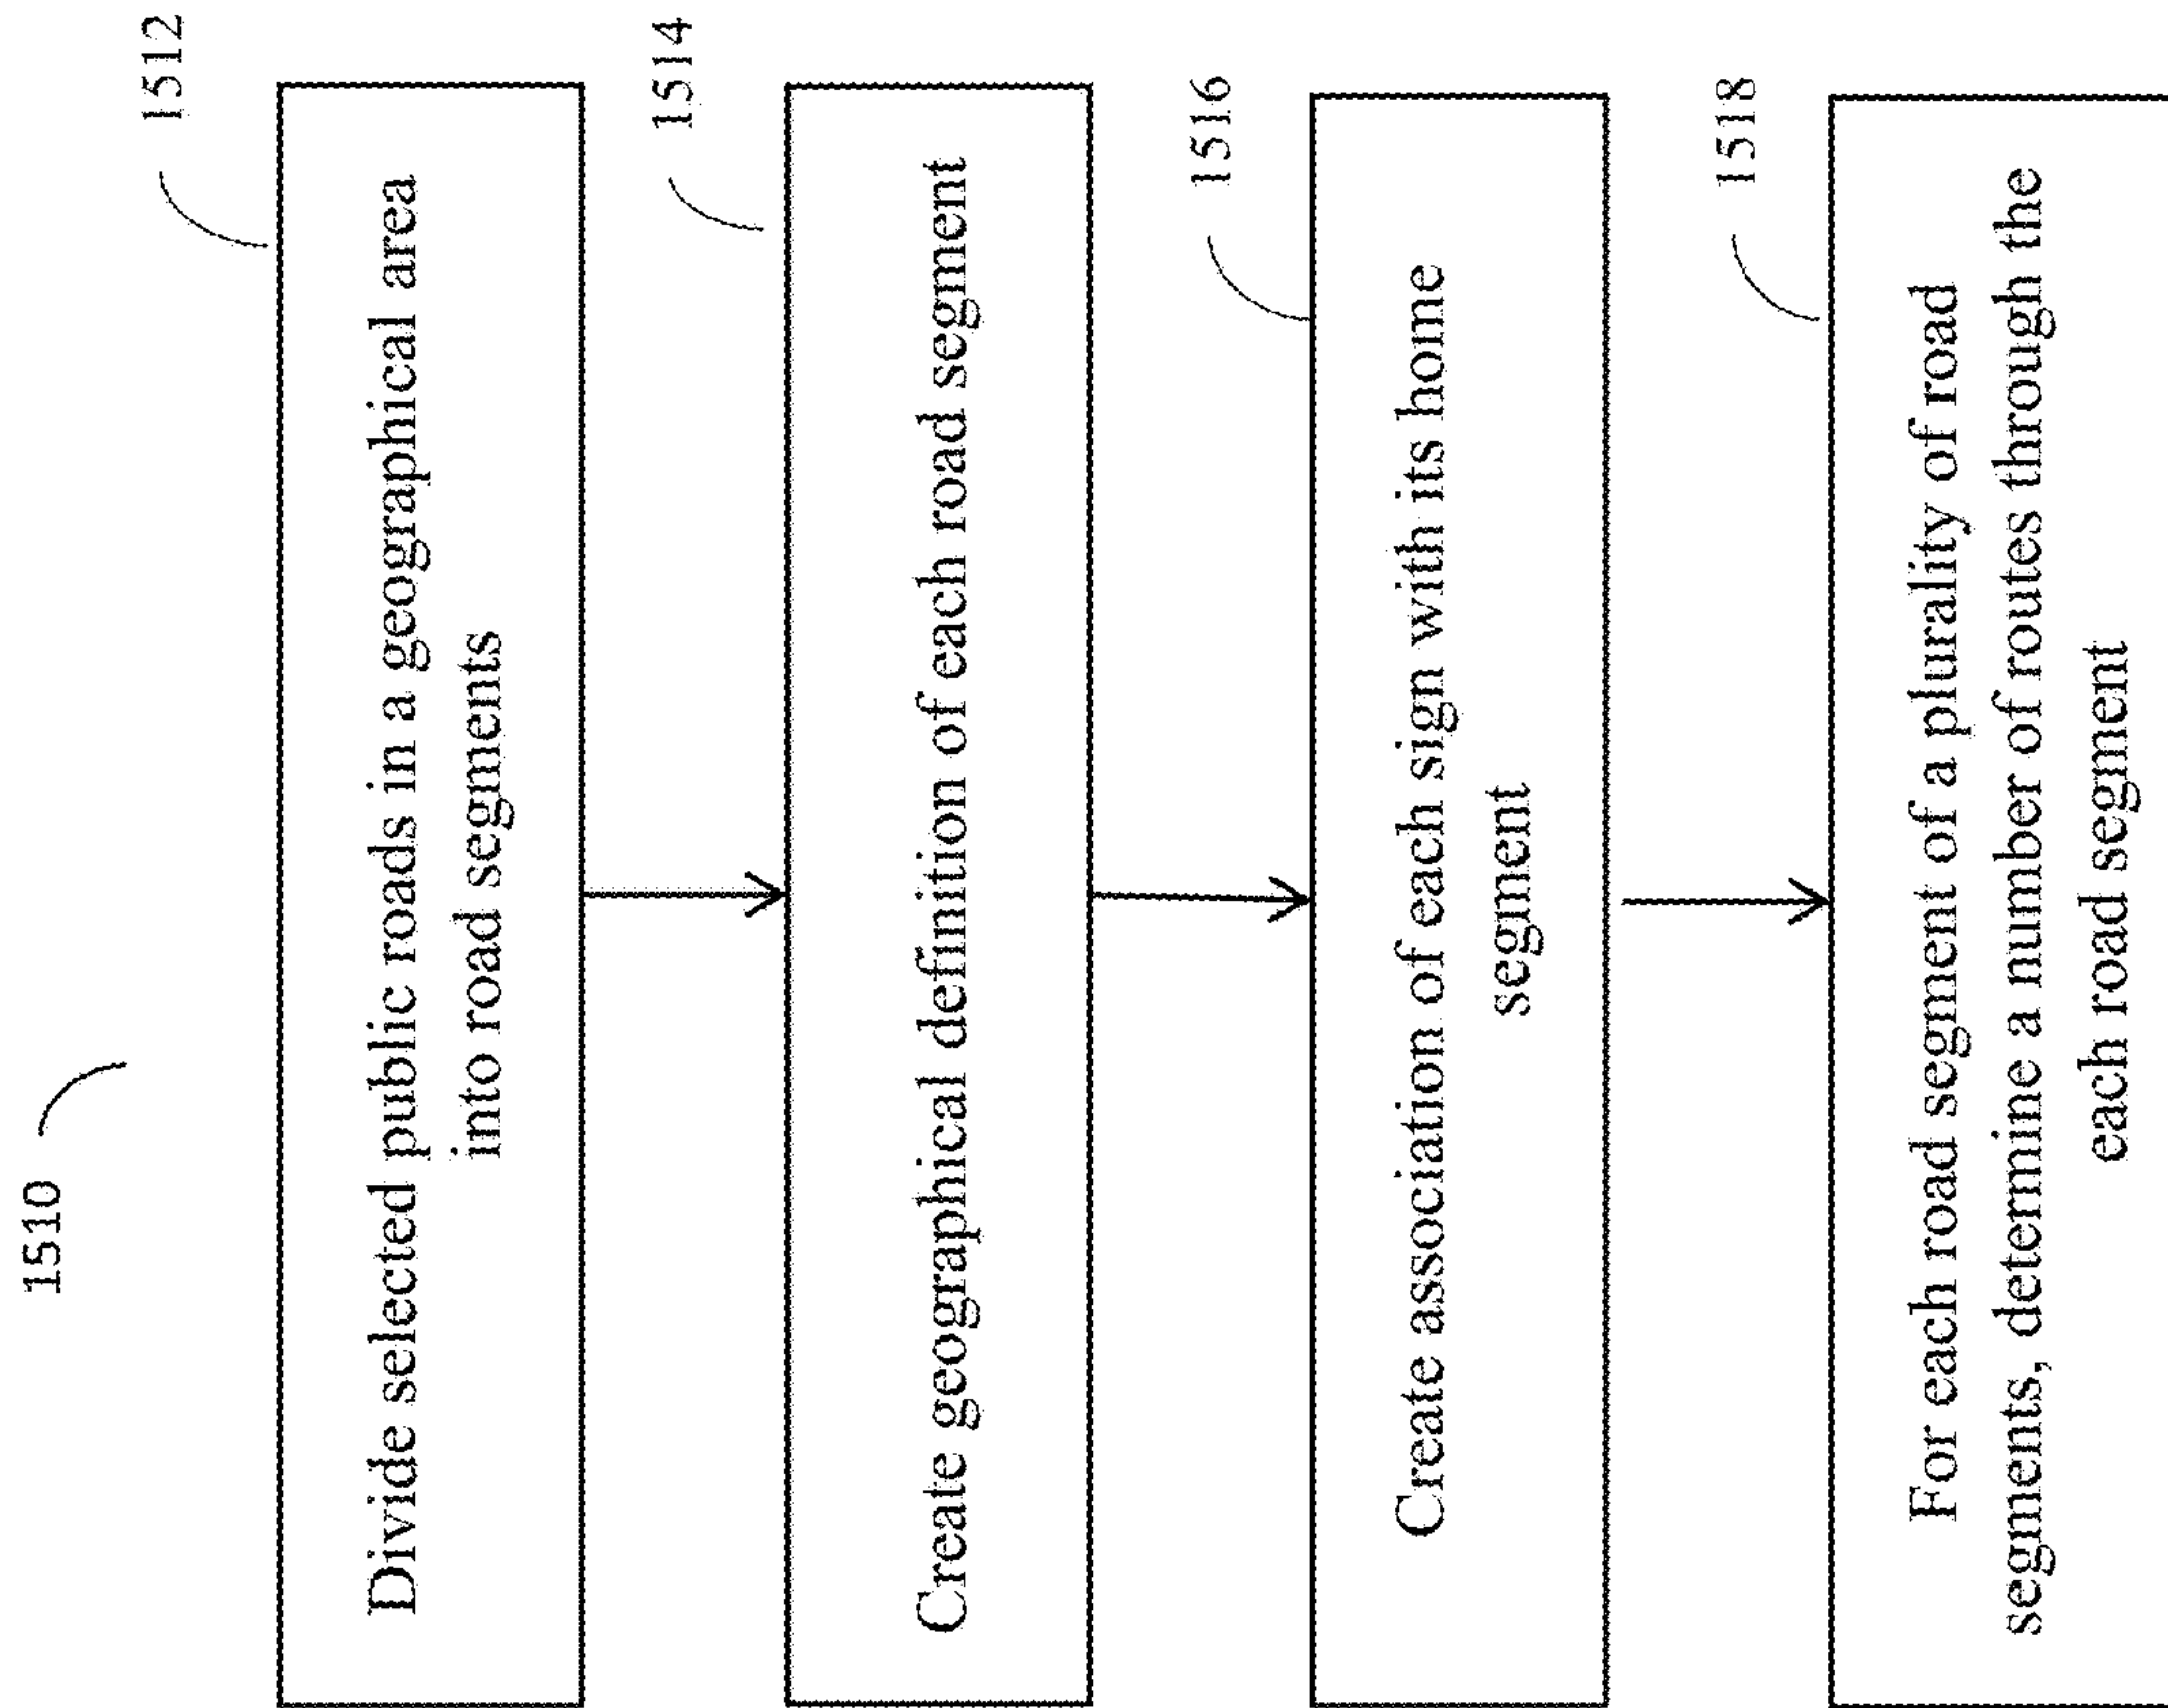 1510
1512
Divide selected public roads in a geographical area
into road segments
1514
Create geographical definition of each road segment
1516
Create association of each sign with its home
segment
1518
For each road segment of a plurality of road
segments, determine a number of routes through the
each road segment